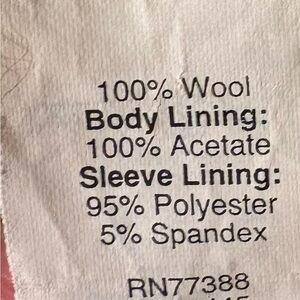 100% Wool
Body Lining:
100% Acetate
Sleeve Lining:
95% Polyester
5% Spandex
RN77388